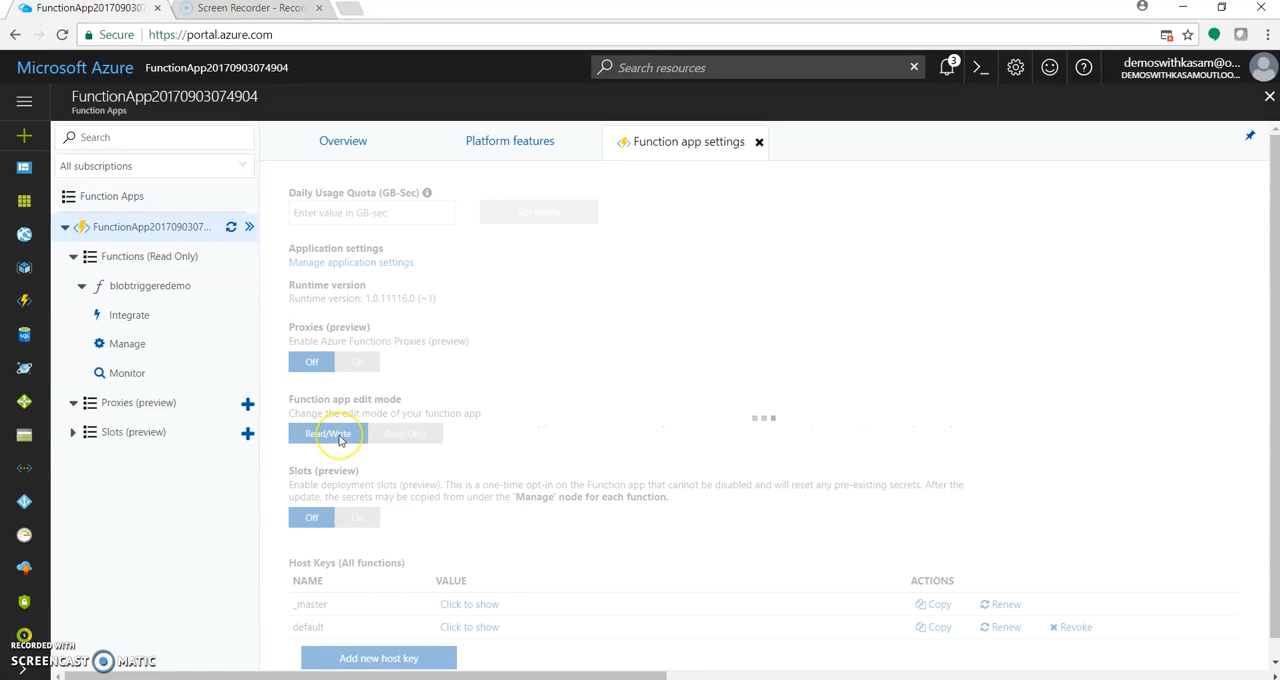 FunctionApp20170903074
Screen Recorder - Record
Secure
https://portal.azure.com
Microsoft Azure
FunctionApp20170903074904
Search resources
3
demoswithkasam@o...
DEMOSWITHKASAMOUTLOO...
FunctionApp20170903074904
Function Apps
Search
All subscriptions
Function Apps
FunctionApp2017090307...
Functions (Read Only)
blobtriggeredemo
Integrate
Manage
Monitor
Proxies (preview)
Slots (preview)
Overview
Platform features
Function app settings
Daily Usage Quota (GB-Sec)
Enter value in GB-sec
Set quota
Application settings
Manage application settings
Runtime version
Runtime version: 1.0.11116.0 (~1)
Proxies (preview)
Enable Azure Functions Proxies (preview)
Off On
Function app edit mode
Change the edit mode of your function app
Read/Write Read Only
Slots (preview)
Enable deployment slots (preview). This is a one-time opt-in on the Function app that cannot be disabled and will reset any pre-existing secrets. After the
update, the secrets may be copied from under the 'Manage' node for each function.
Off On
Host Keys (All functions)
NAME VALUE ACTIONS
_master Click to show Copy Renew
default Click to show Copy Renew Revoke
Add new host key
RECORDED WITH
SCREENCAST MATIC